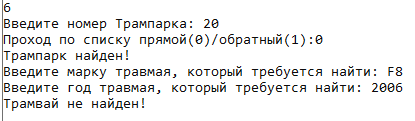 6
Введите номер Трампарка: 20
Проход по списку прямой(0)/обратный(1):0
Трампарк найден!
Введите марку травмая, который требуется найти: F8
Введите год травмая, который требуется найти: 2006
Трамвай не найден!